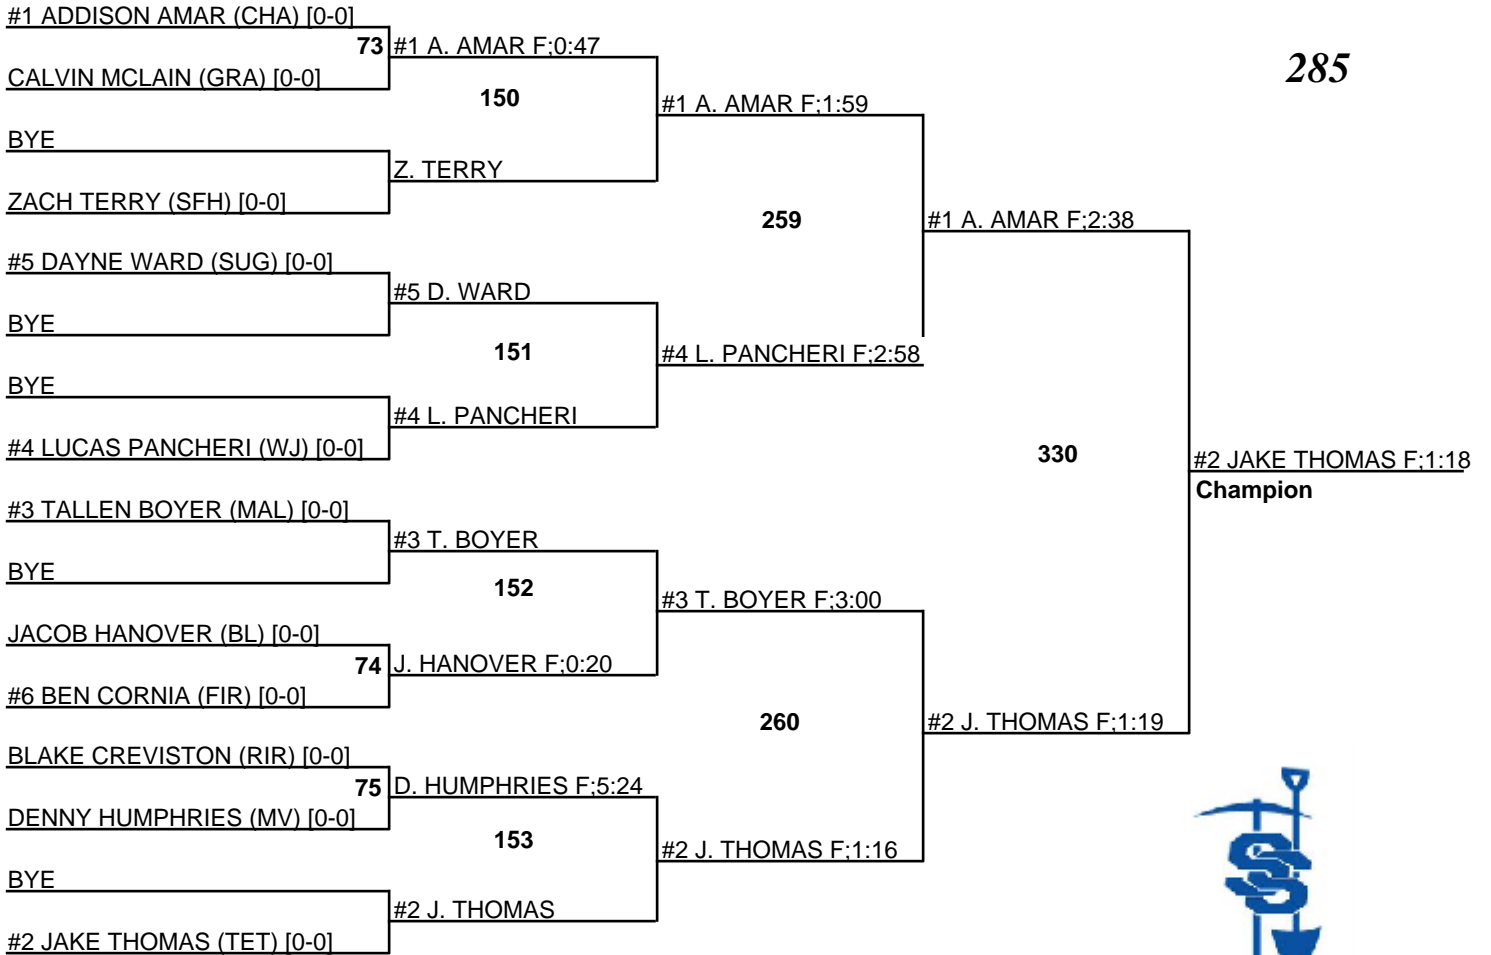 #1 ADDISON AMAR (CHA) [0-0]
73 #1 A. AMAR F;0:47
285
CALVIN MCLAIN (GRA) [0-0]
150
#1 A. AMAR F;1:59
BYE
Z. TERRY
ZACH TERRY (SFH) [0-0]
259
#1 A. AMAR F;2:38
#5 DAYNE WARD (SUG) [0-0]
#5 D. WARD
BYE
151
#4 L. PANCHERI F;2:58
BYE
#4 L. PANCHERI
#4 LUCAS PANCHERI (WJ) [0-0]
330
#2 JAKE THOMAS F;1:18
Champion
#3 TALLEN BOYER (MAL) [0-0]
#3 T. BOYER
BYE
152
#3 T. BOYER F;3:00
JACOB HANOVER (BL) [0-0]
74 J. HANOVER F;0:20
#6 BEN CORNIA (FIR) [0-0]
260
#2 J. THOMAS F;1:19
BLAKE CREVISTON (RIR) [0-0]
75 D. HUMPHRIES F;5:24
DENNY HUMPHRIES (MV) [0-0]
153
#2 J. THOMAS F;1:16
BYE
#2 J. THOMAS
#2 JAKE THOMAS (TET) [0-0]
SS